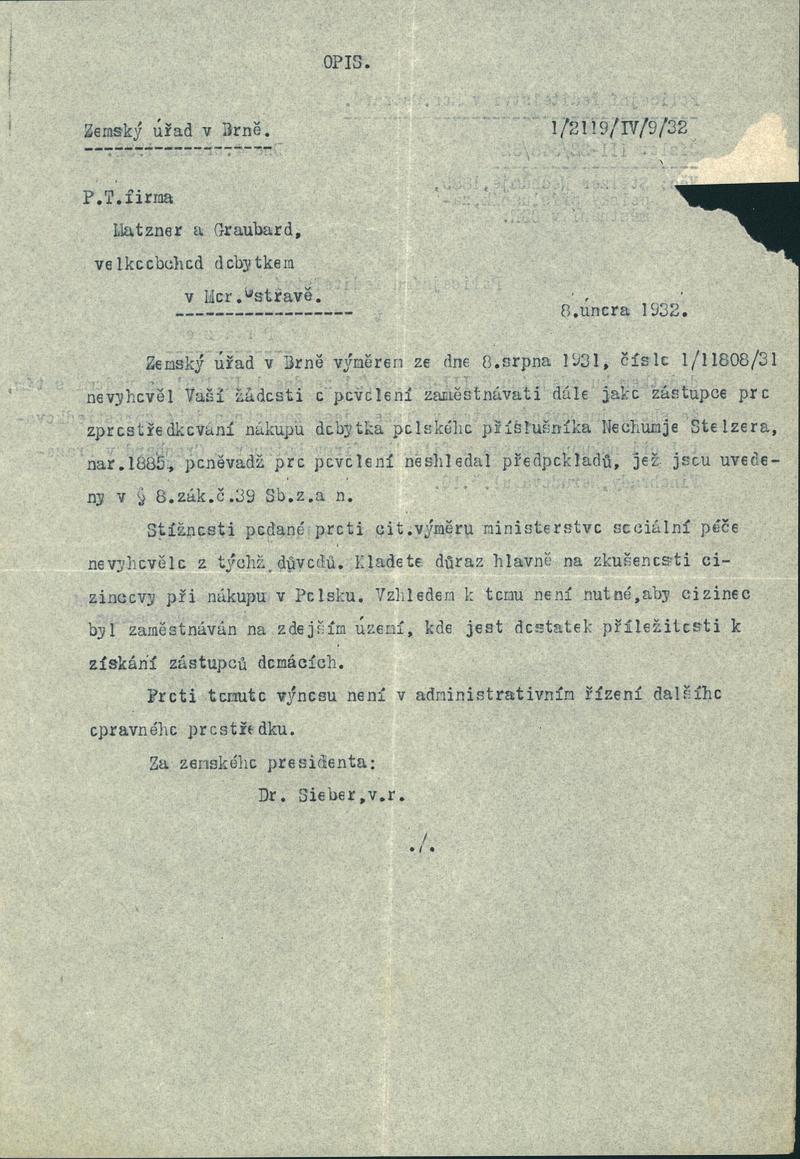 OPIS.
Zemský úřad v Brně.
1/2119/IV/9/32
P.T.firma
Matzner a Graubard,
velkoobchod dobytkem
v Mor.Ostravě.
8.února 1932.
Zemský úřad v Brně výměrem ze dne 8.srpna 1931, číslo 1/11808/31
nevyhověl Vaší žádosti o povolení zaměstnávati dále jako zástupce pro
zprostředkování nákupu dobytka polského příslušníka Nechumje Stelzera,
nar.1885, poněvadž pro povolení neshledal předpokladů, jež jsou uvede-
ny v § 8.zák.č.39 Sb.z.a n.
Stížnosti podané proti cit.výměru ministerstvo sociální péče
nevyhovělo z týchž důvodů. Kladete důraz hlavně na zkušenosti ci-
zincovy při nákupu v Polsku. Vzhledem k tomu není nutné,aby cizinec
byl zaměstnáván na zdejším území, kde jest dostatek příležitosti k
získání zástupců domácích.
Proti tomuto výnosu není v administrativním řízení dalšího
opravného prostředku.
Za zemského presidenta:
Dr. Sieber,v.r.
./.